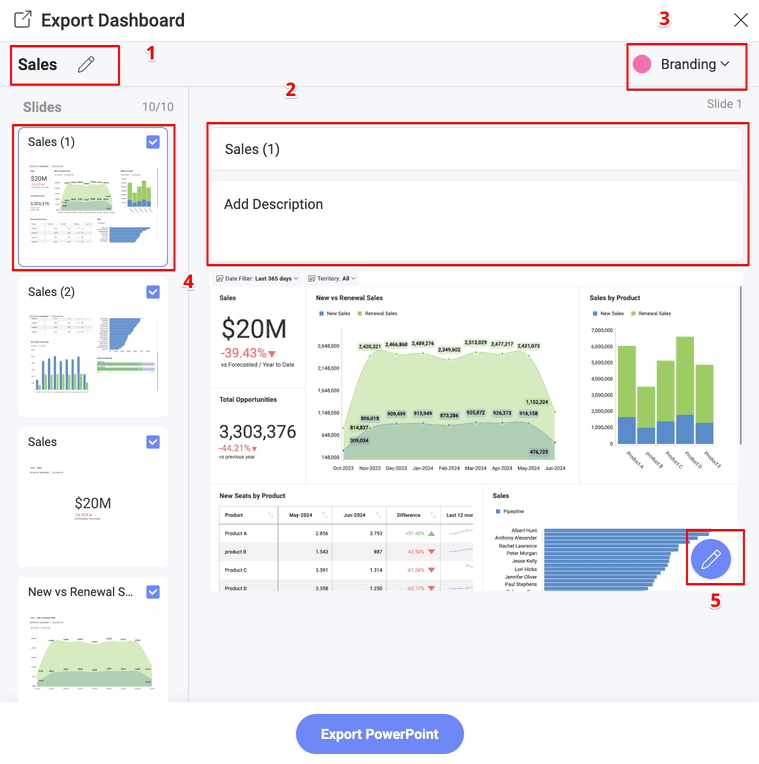 Export Dashboard
3
1
Sales
Branding
2
Slides 10/10
Slide 1
Sales (1)
$20M
3,303,376
Sales (1)
Add Description
4
Sales (2)
Sales
$20M
New vs Renewal S...
Date Filter: Last 365 days
Territory: All
Sales
$20M
-39.43%▼
vs Forecasted / Year to Date
Total Opportunities
3,303,376
-44.21%▼
vs previous year
New vs Renewal Sales
New Sales Renewal Sales
2,648,000
2,148,000
1,648,000
1,148,000
648,000
148,000
2,420,321 2,466,868 2,489,276 2,349,602 2,513,029 2,477,217 2,431,073
1,152,324
814,837 806,018 909,499 915,949 873,286 935,872 926,373 916,158
309,034
476,725
Oct-2023 Nov-2023 Dec-2023 Jan-2024 Feb-2024 Mar-2024 Apr-2024 May-2024 Jun-2024
Sales by Product
New Sales Renewal Sales
7,000,000
6,000,000
5,000,000
4,000,000
3,000,000
2,000,000
1,000,000
0
Product A product B Product C Product D Product E
New Seats by Product
Product May-2024 Jun-2024 Difference Last 12 mon
Product A 2.856 3.753 +31.40% ▲
product B 1.543 887 -42.50% ▼
Product C 3.391 1.314 -61.26% ▼
Product D 3.358 1.250 -62.77% ▼
Sales
Pipepline
Albert Hunt
Anthony Alexander
Rachel Lawrence
Peter Morgan
Jesse Kelly
Lori Hicks
Jennifer Oliver
Paul Stephens
5
Export PowerPoint